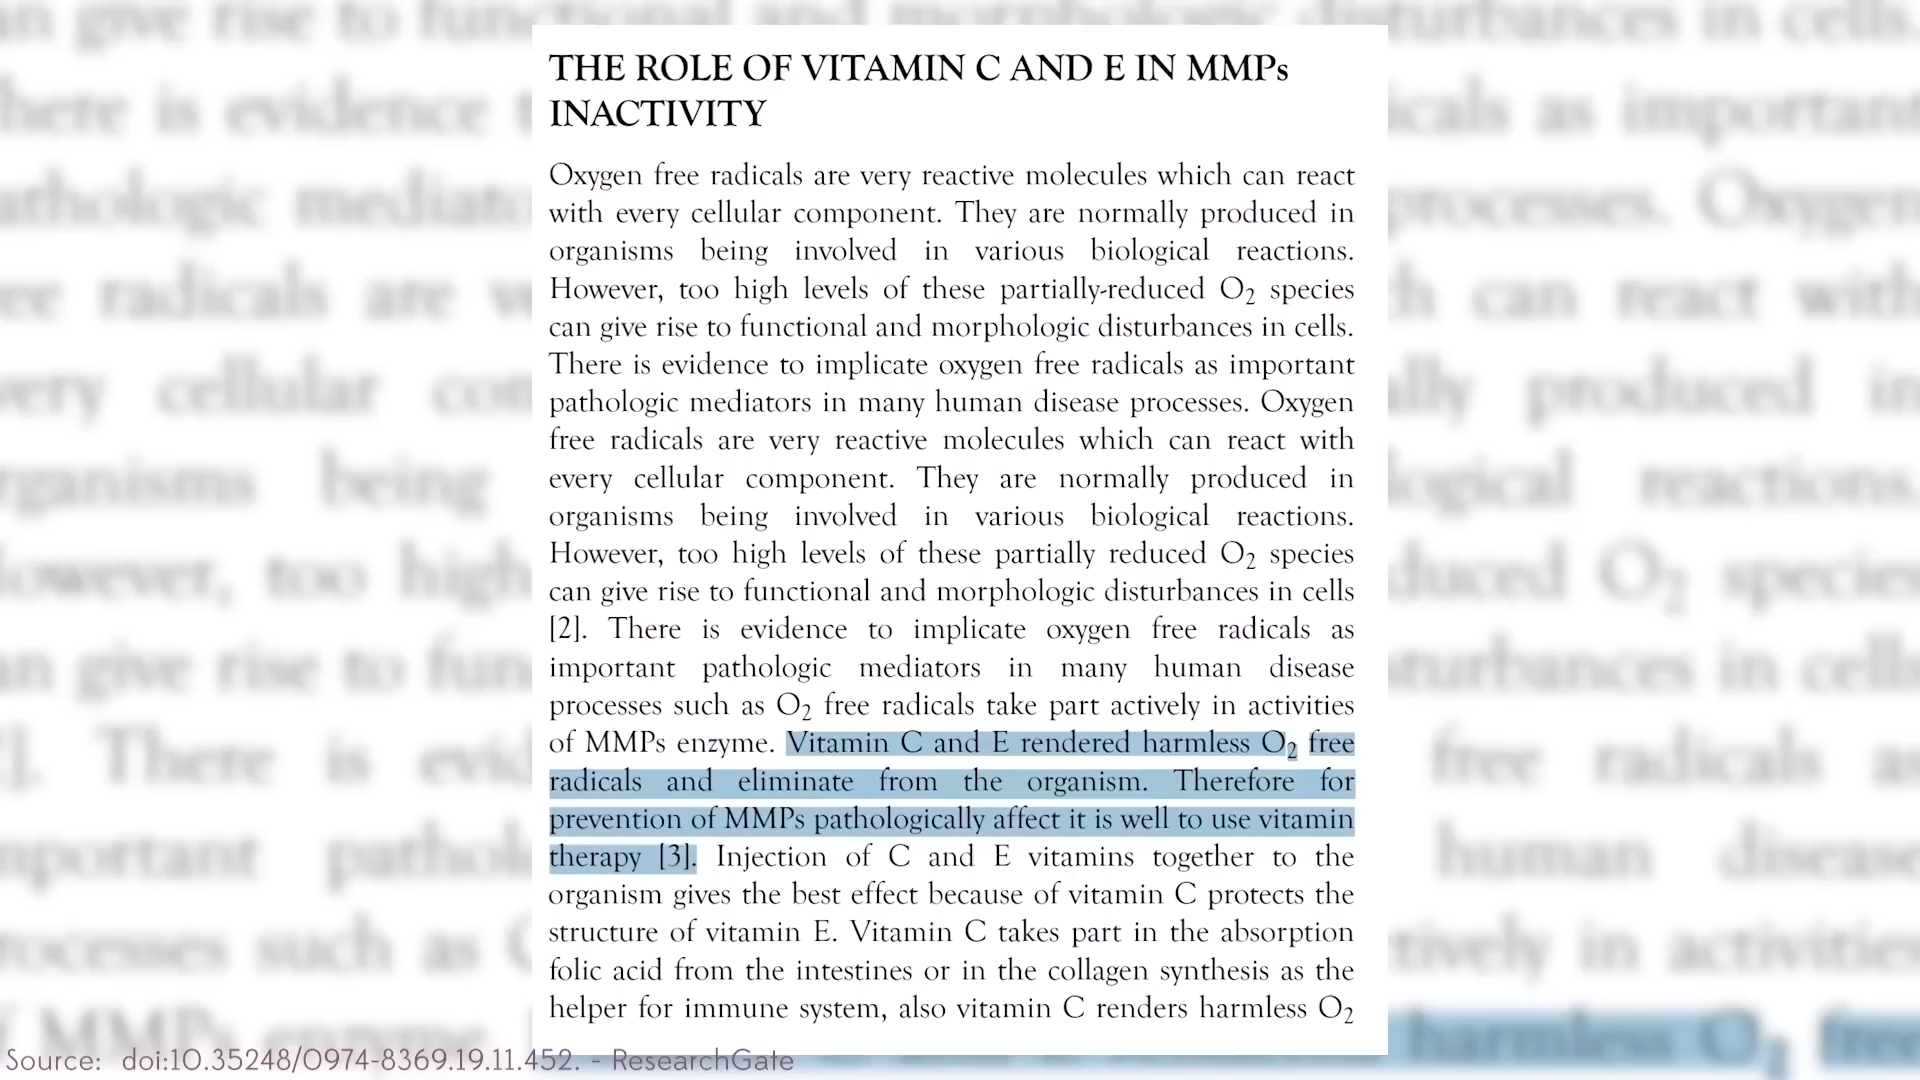 THE ROLE OF VITAMIN C AND E IN MMPs
INACTIVITY
Oxygen free radicals are very reactive molecules which can react
with every cellular component. They are normally produced in
organisms being involved in various biological reactions.
However, too high levels of these partially-reduced O₂ species
can give rise to functional and morphologic disturbances in cells.
There is evidence to implicate oxygen free radicals as important
pathologic mediators in many human disease processes. Oxygen
free radicals are very reactive molecules which can react with
every cellular component. They are normally produced in
organisms being involved in various biological reactions.
However, too high levels of these partially reduced O₂ species
can give rise to functional and morphologic disturbances in cells
[2]. There is evidence to implicate oxygen free radicals as
important pathologic mediators in many human disease
processes such as O₂ free radicals take part actively in activities
of MMPs enzyme. Vitamin C and E rendered harmless O₂ free
radicals and eliminate from the organism. Therefore for
prevention of MMPs pathologically affect it is well to use vitamin
therapy [3]. Injection of C and E vitamins together to the
organism gives the best effect because of vitamin C protects the
structure of vitamin E. Vitamin C takes part in the absorption
folic acid from the intestines or in the collagen synthesis as the
helper for immune system, also vitamin C renders harmless O₂
Source: doi:10.35248/0974-8369.19.11.452. - ResearchGate